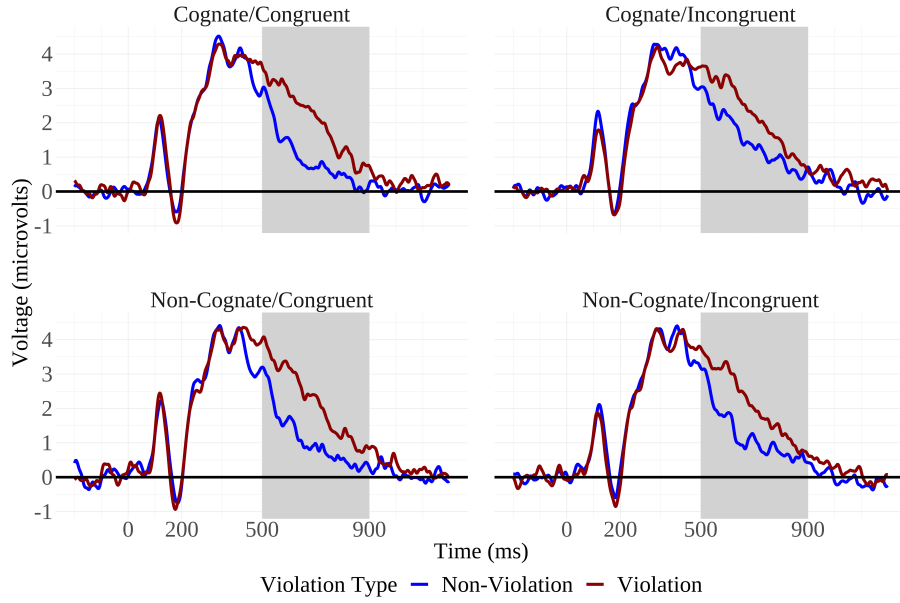 Cognate/Congruent
Cognate/Incongruent
4
3
2
1
0
-1
Voltage (microvolts)
Non-Cognate/Congruent
Non-Cognate/Incongruent
4
3
2
1
0
-1
0 200 500 900
0 200 500 900
Time (ms)
Violation Type Non-Violation Violation